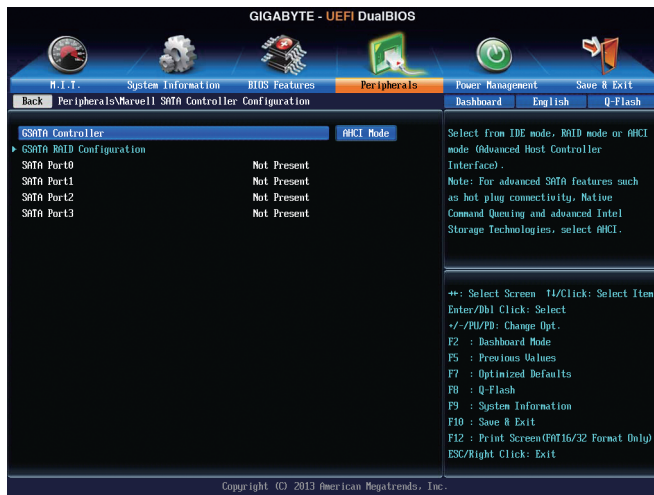 GIGABYTE - UEFI DualBIOS
M.I.T.
System Information
BIOS Features
Peripherals
Power Management
Save & Exit
Back Peripherals\Marvell SATA Controller Configuration
Dashboard
English
Q-Flash
GSATA Controller AHCI Mode
GSATA RAID Configuration
SATA Port0 Not Present
SATA Port1 Not Present
SATA Port2 Not Present
SATA Port3 Not Present
Select from IDE mode, RAID mode or AHCI
mode (Advanced Host Controller
Interface).
Note: For advanced SATA features such
as hot plug connectivity, Native
Command Queuing and advanced Intel
Storage Technologies, select AHCI.
→←: Select Screen ↑↓/Click: Select Item
Enter/Dbl Click: Select
+/-/PU/PD: Change Opt.
F2 : Dashboard Mode
F5 : Previous Values
F7 : Optimized Defaults
F8 : Q-Flash
F9 : System Information
F10 : Save & Exit
F12 : Print Screen(FAT16/32 Format Only)
ESC/Right Click: Exit
Copyright (C) 2013 American Megatrends, Inc.